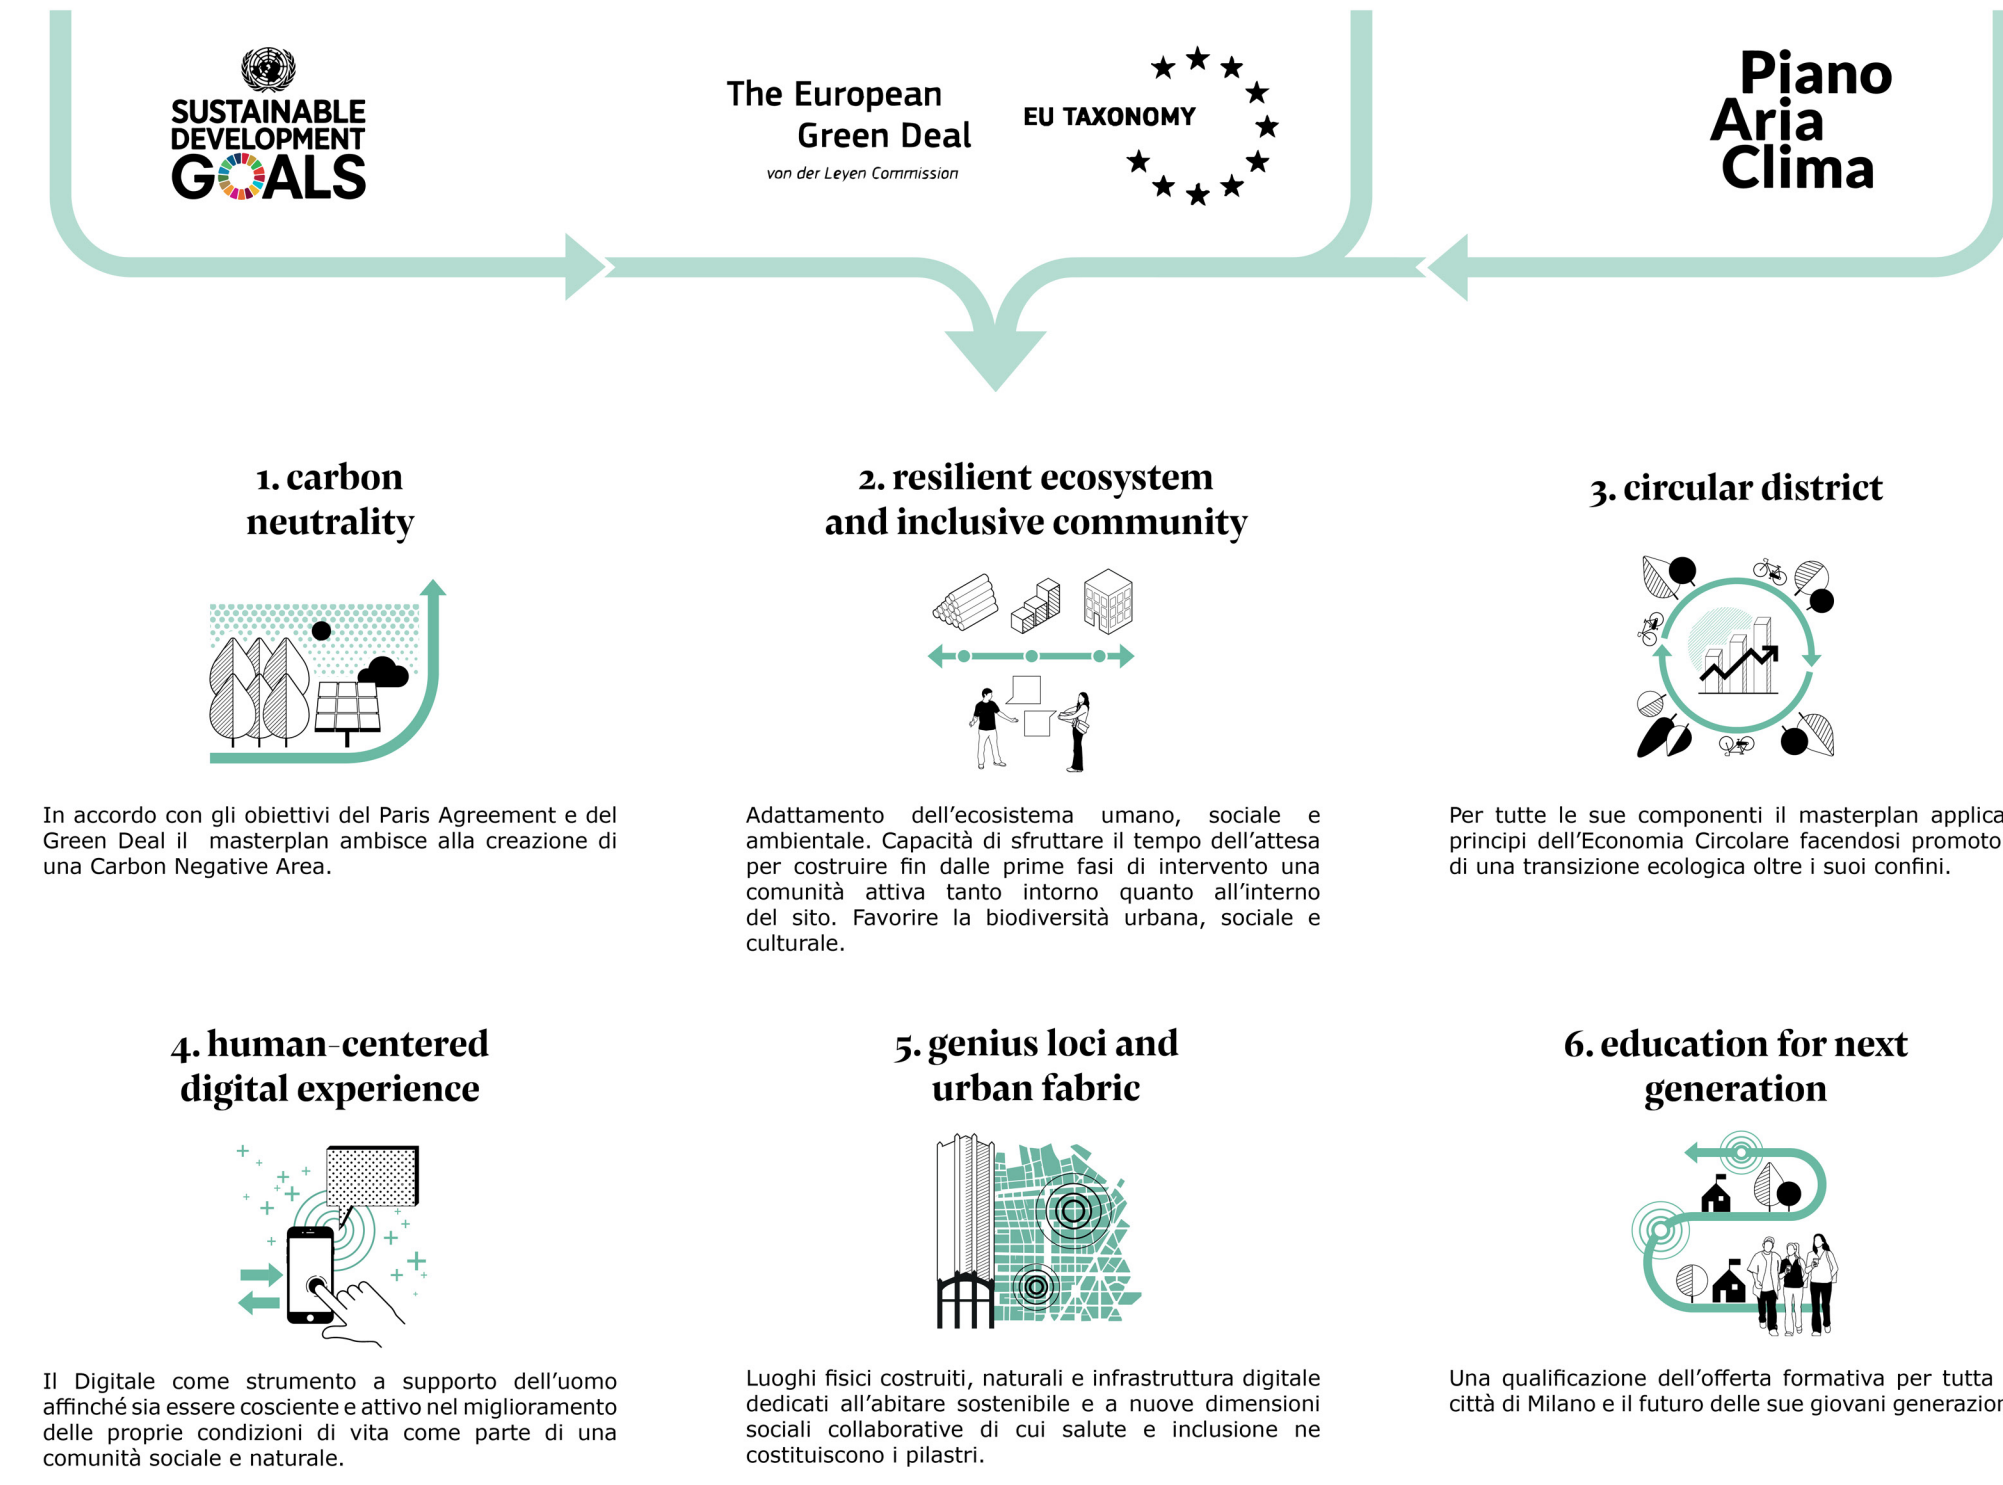 SUSTAINABLE
DEVELOPMENT
GOALS
The European
Green Deal
von der Leyen Commission
EU TAXONOMY
Piano
Aria
Clima
1. carbon
neutrality
In accordo con gli obiettivi del Paris Agreement e del
Green Deal il masterplan ambisce alla creazione di
una Carbon Negative Area.
2. resilient ecosystem
and inclusive community
Adattamento dell’ecosistema umano, sociale e
ambientale. Capacità di sfruttare il tempo dell’attesa
per costruire fin dalle prime fasi di intervento una
comunità attiva tanto intorno quanto all’interno
del sito. Favorire la biodiversità urbana, sociale e
culturale.
3. circular district
Per tutte le sue componenti il masterplan applica
principi dell’Economia Circolare facendosi promoto
di una transizione ecologica oltre i suoi confini.
4. human-centered
digital experience
Il Digitale come strumento a supporto dell’uomo
affinché sia essere cosciente e attivo nel miglioramento
delle proprie condizioni di vita come parte di una
comunità sociale e naturale.
5. genius loci and
urban fabric
Luoghi fisici costruiti, naturali e infrastruttura digitale
dedicati all’abitare sostenibile e a nuove dimensioni
sociali collaborative di cui salute e inclusione ne
costituiscono i pilastri.
6. education for next
generation
Una qualificazione dell’offerta formativa per tutta
città di Milano e il futuro delle sue giovani generazion